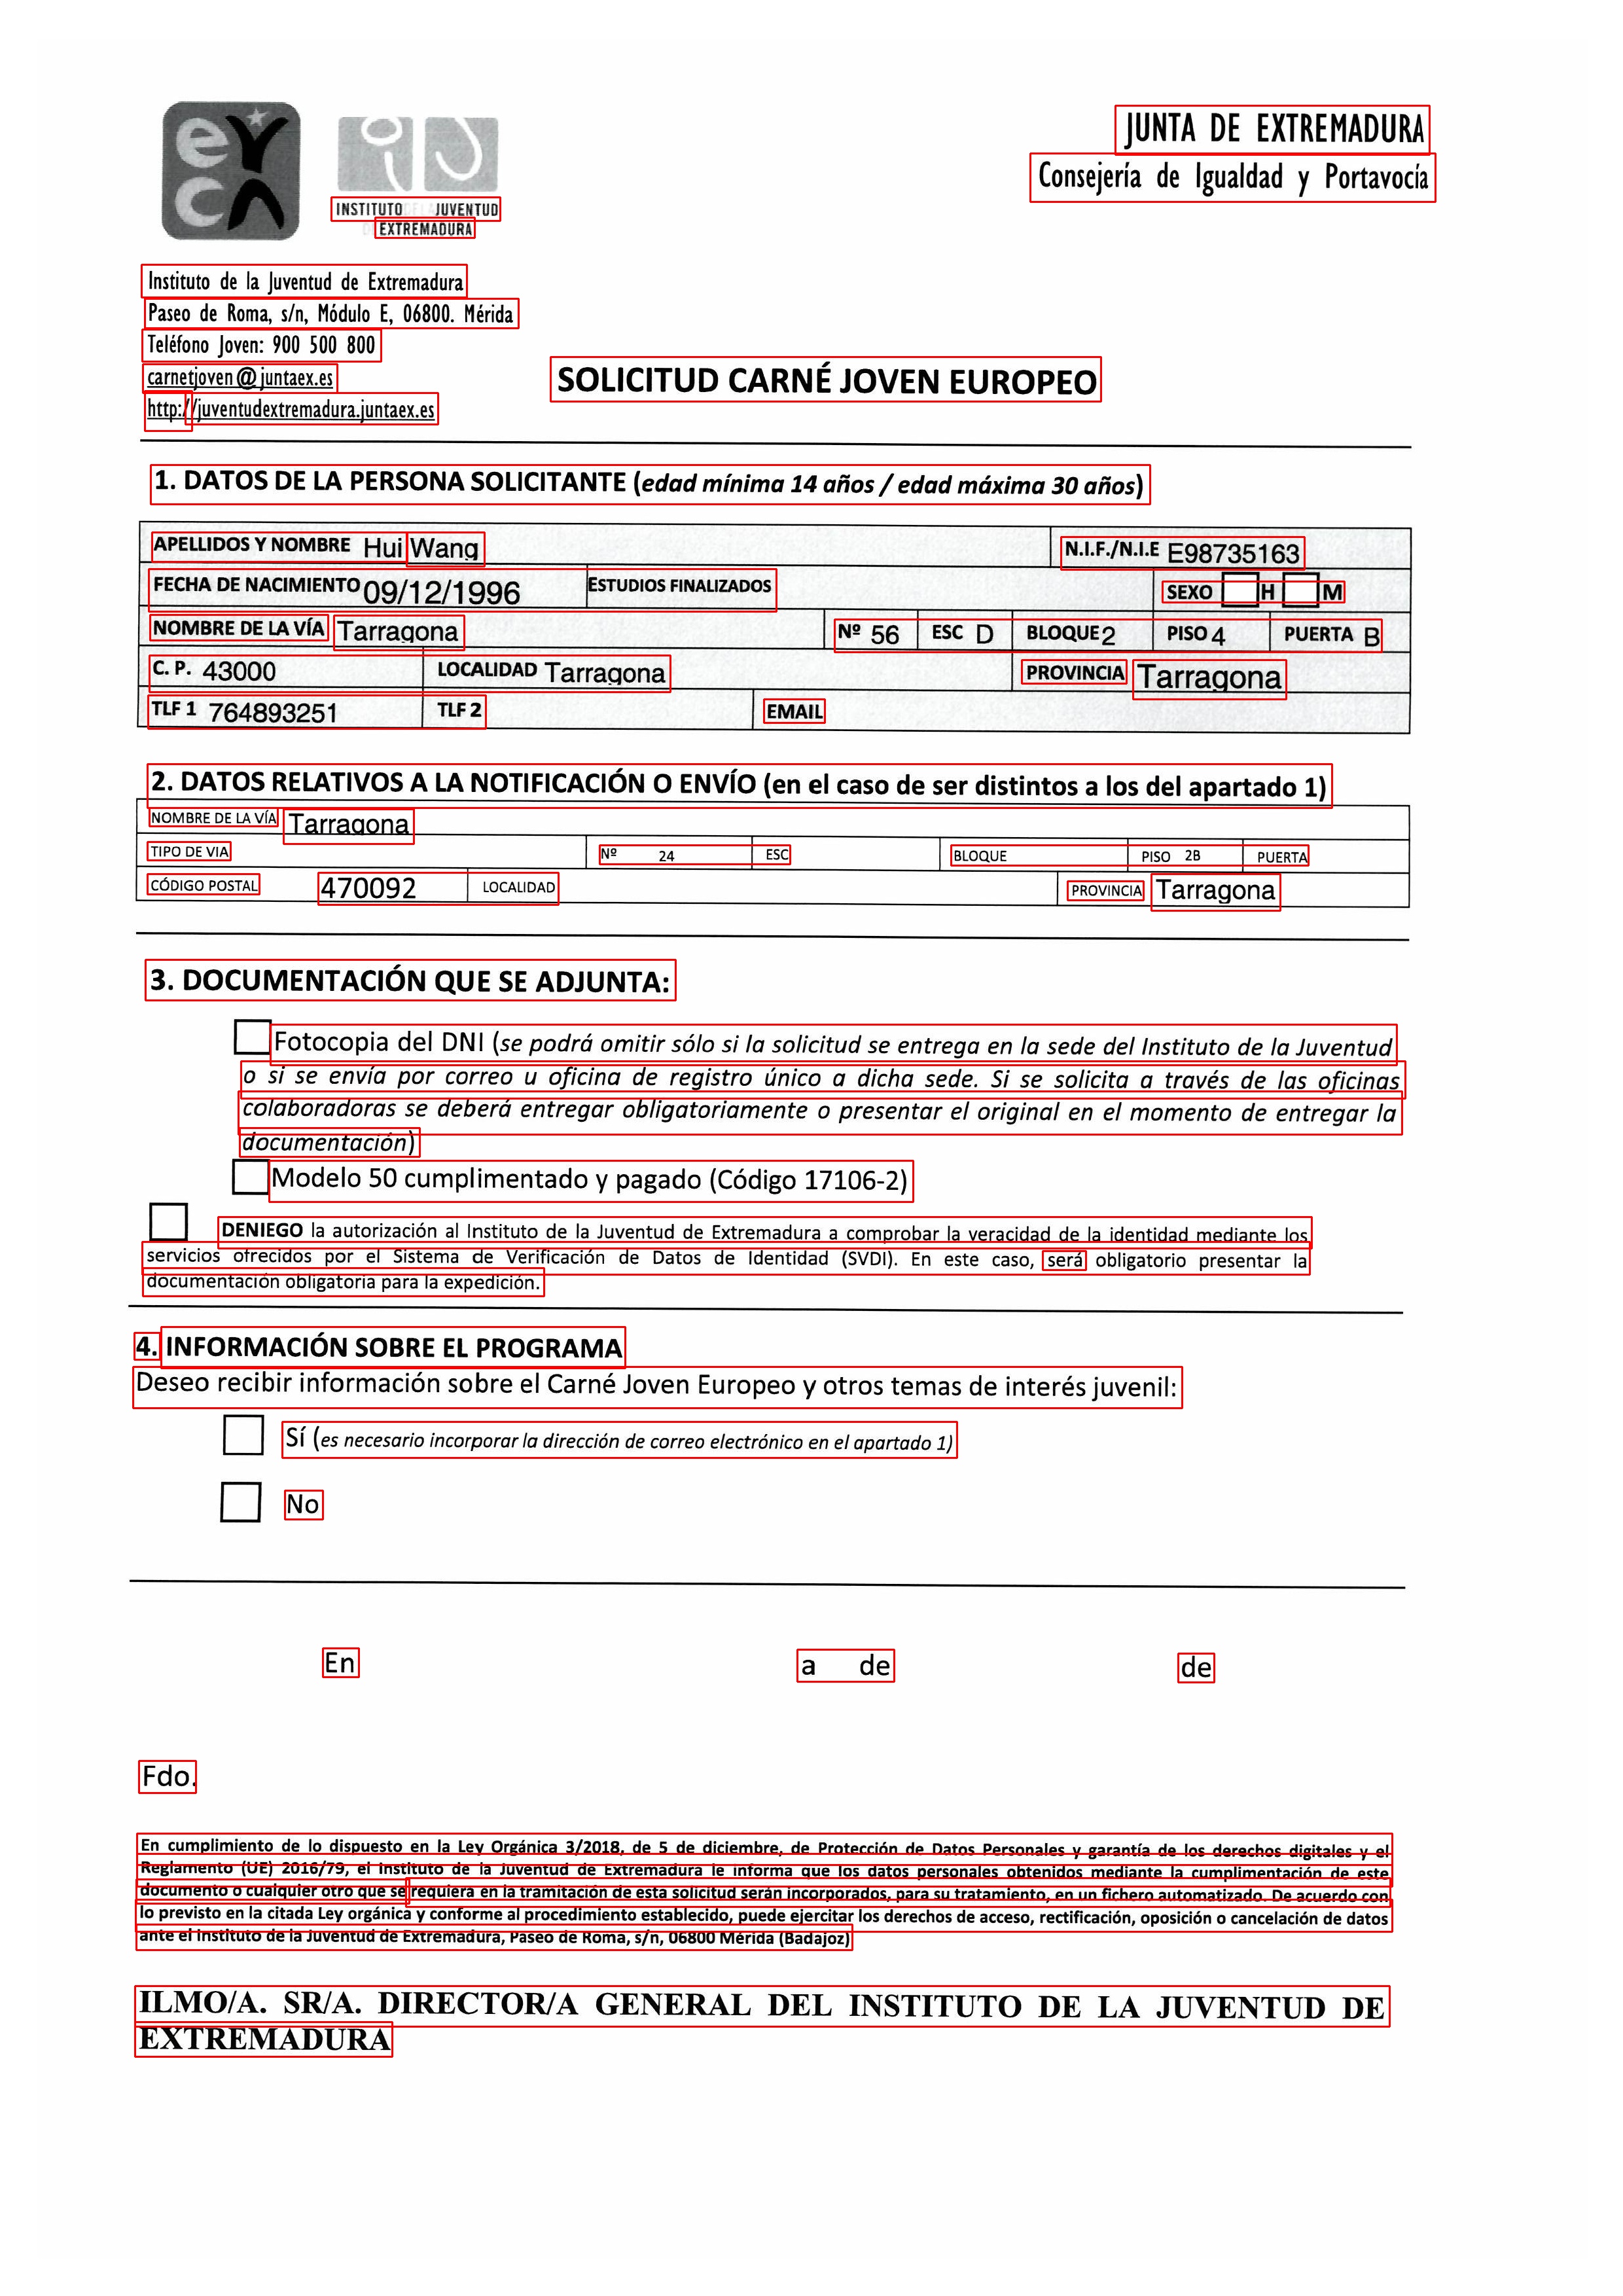 eyca
JUNTA DE EXTREMADURA
Consejería de Igualdad y Portavocía
INSTITUTO DE LA JUVENTUD
DE EXTREMADURA
Instituto de la Juventud de Extremadura
Paseo de Roma, s/n, Módulo E, 06800. Mérida
Teléfono Joven: 900 500 800
carnetjoven@juntaex.es
http://juventudextremadura.juntaex.es
SOLICITUD CARNÉ JOVEN EUROPEO
1. DATOS DE LA PERSONA SOLICITANTE (edad mínima 14 años / edad máxima 30 años)
APELLIDOS Y NOMBRE Hui Wang N.I.F./N.I.E E98735163
FECHA DE NACIMIENTO 09/12/1996 ESTUDIOS FINALIZADOS SEXO H M
NOMBRE DE LA VÍA Tarragona Nº 56 ESC D BLOQUE 2 PISO 4 PUERTA B
C. P. 43000 LOCALIDAD Tarragona PROVINCIA Tarragona
TLF 1 764893251 TLF 2 EMAIL
2. DATOS RELATIVOS A LA NOTIFICACIÓN O ENVÍO (en el caso de ser distintos a los del apartado 1)
NOMBRE DE LA VÍA Tarragona
TIPO DE VIA Nº 24 ESC BLOQUE PISO 2B PUERTA
CÓDIGO POSTAL 470092 LOCALIDAD PROVINCIA Tarragona
3. DOCUMENTACIÓN QUE SE ADJUNTA:
Fotocopia del DNI (se podrá omitir sólo si la solicitud se entrega en la sede del Instituto de la Juventud
o si se envía por correo u oficina de registro único a dicha sede. Si se solicita a través de las oficinas
colaboradoras se deberá entregar obligatoriamente o presentar el original en el momento de entregar la
documentación)
Modelo 50 cumplimentado y pagado (Código 17106-2)
DENIEGO la autorización al Instituto de la Juventud de Extremadura a comprobar la veracidad de la identidad mediante los
servicios ofrecidos por el Sistema de Verificación de Datos de Identidad (SVDI). En este caso, será obligatorio presentar la
documentación obligatoria para la expedición.
4. INFORMACIÓN SOBRE EL PROGRAMA
Deseo recibir información sobre el Carné Joven Europeo y otros temas de interés juvenil:
Sí (es necesario incorporar la dirección de correo electrónico en el apartado 1)
No
En a de de
Fdo.
En cumplimiento de lo dispuesto en la Ley Orgánica 3/2018, de 5 de diciembre, de Protección de Datos Personales y garantía de los derechos digitales y el
Reglamento (UE) 2016/79, el Instituto de la Juventud de Extremadura le informa que los datos personales obtenidos mediante la cumplimentación de este
documento o cualquier otro que se requiera en la tramitación de esta solicitud serán incorporados, para su tratamiento, en un fichero automatizado. De acuerdo con
lo previsto en la citada Ley orgánica y conforme al procedimiento establecido, puede ejercitar los derechos de acceso, rectificación, oposición o cancelación de datos
ante el Instituto de la Juventud de Extremadura, Paseo de Roma, s/n, 06800 Mérida (Badajoz)
ILMO/A. SR/A. DIRECTOR/A GENERAL DEL INSTITUTO DE LA JUVENTUD DE
EXTREMADURA